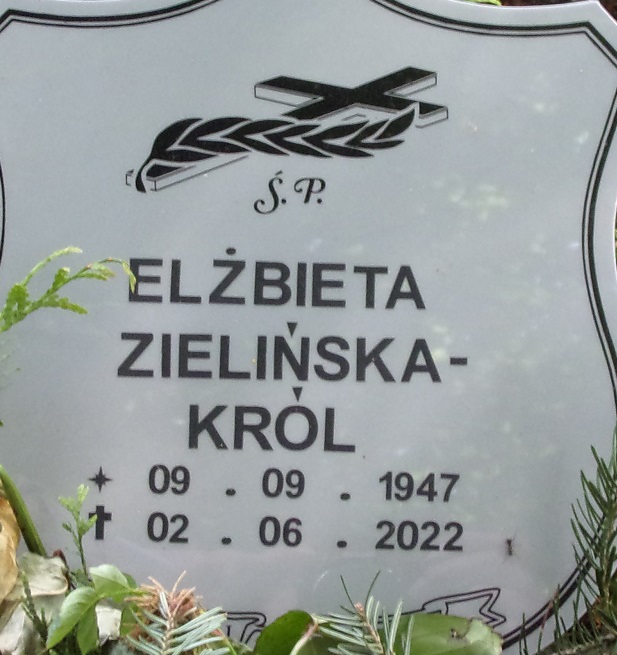 Ś. P.
ELŻBIETA
ZIELIŃSKA-
KRÓL
09 . 09 . 1947
✝ 02 . 06 . 2022